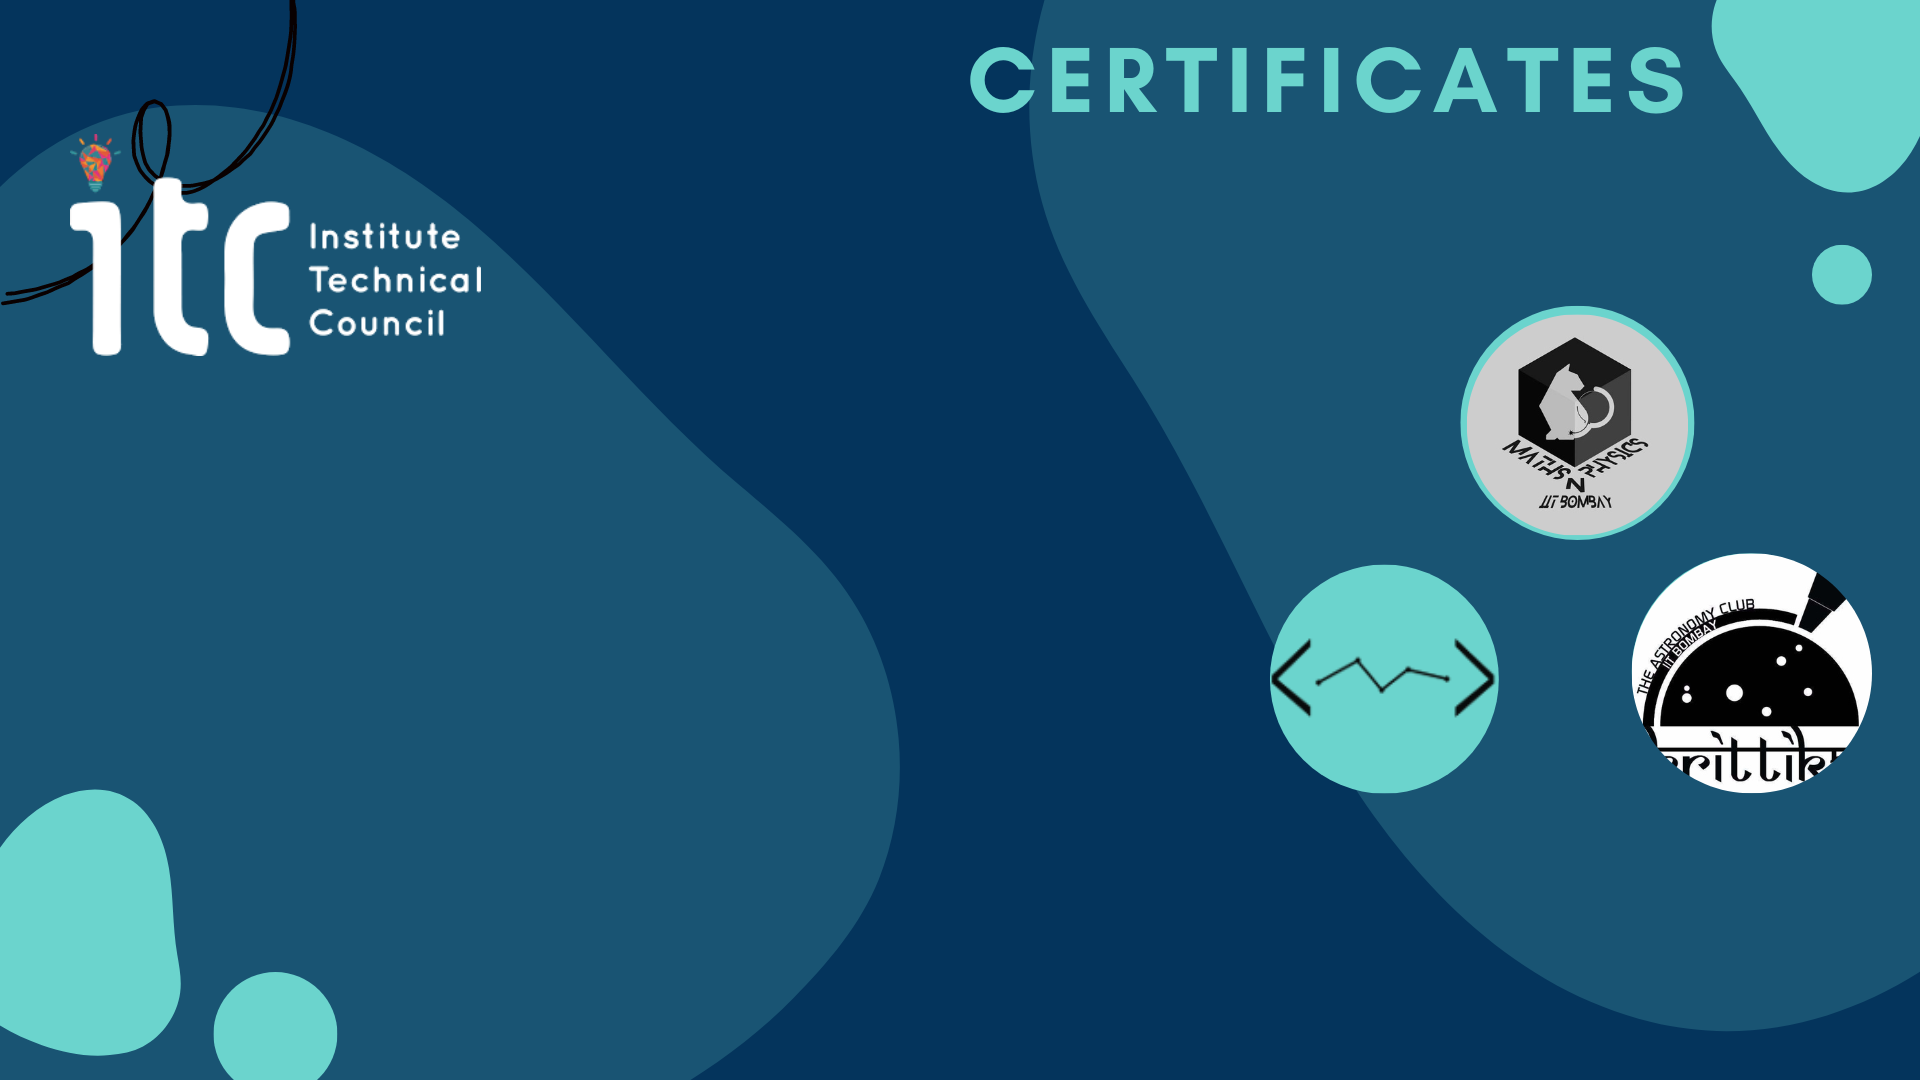 CERTIFICATES
itc
Institute
Technical
Council
MATHS PHYSICS
N
IIT BOMBAY
THE ASTRONOMY CLUB
IIT BOMBAY